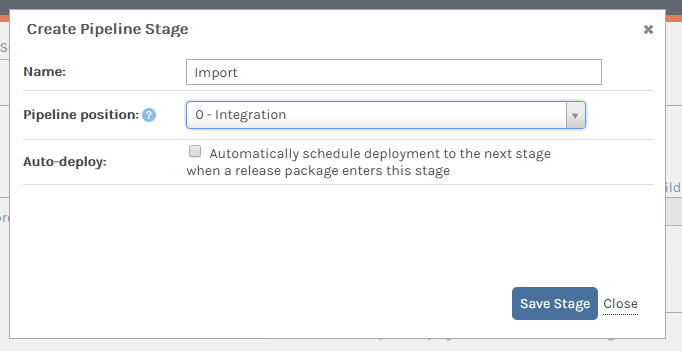 Create Pipeline Stage
Name:
Import
Pipeline position: ?
0 - Integration
Auto-deploy:
Automatically schedule deployment to the next stage
when a release package enters this stage
Save Stage
Close